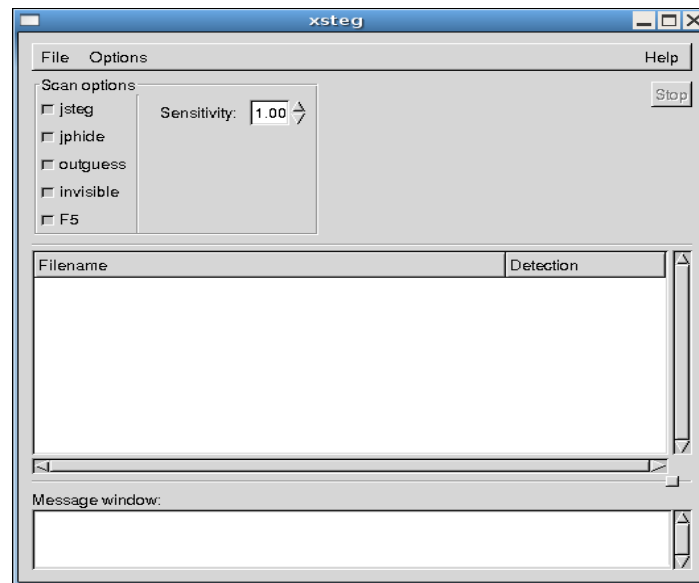 xsteg
File Options Help
Scan options
Stop
jsteg
Sensitivity: 1.00
jphide
outguess
invisible
F5
Filename Detection
Message window: